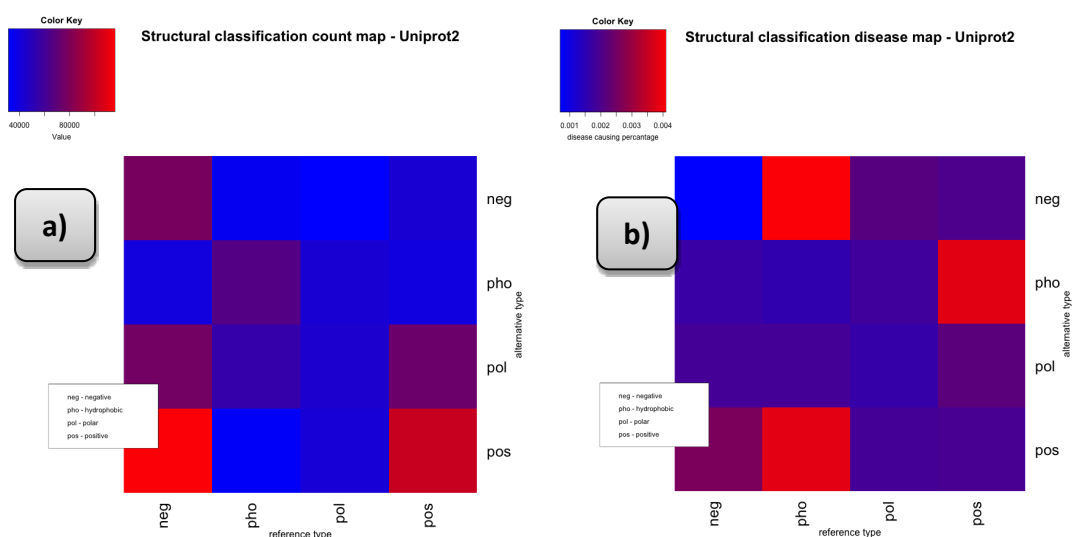 Color Key
Structural classification count map - Uniprot2
40000 80000
Value
a)
neg
pho
pol
pos
alternative type
neg - negative
pho - hydrophobic
pol - polar
pos - positive
neg pho pol pos
reference type
Color Key
Structural classification disease map - Uniprot2
0.001 0.002 0.003 0.004
disease causing percentage
b)
neg
pho
pol
pos
alternative type
neg - negative
pho - hydrophobic
pol - polar
pos - positive
neg pho pol pos
reference type